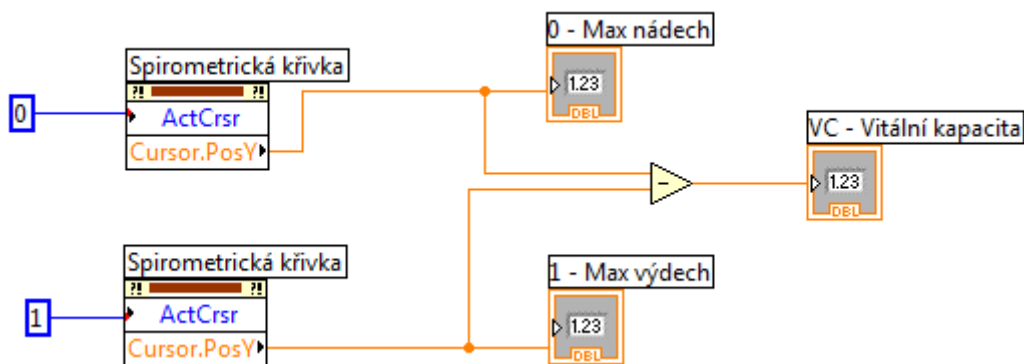 0 - Max nádech
Spirometrická křivka
?! ?!
0
ActCrsr
1.23
DBL
Cursor.PosY
VC - Vitální kapacita
-
1.23
DBL
Spirometrická křivka
?! ?!
1 - Max výdech
1
ActCrsr
1.23
Cursor.PosY
DBL